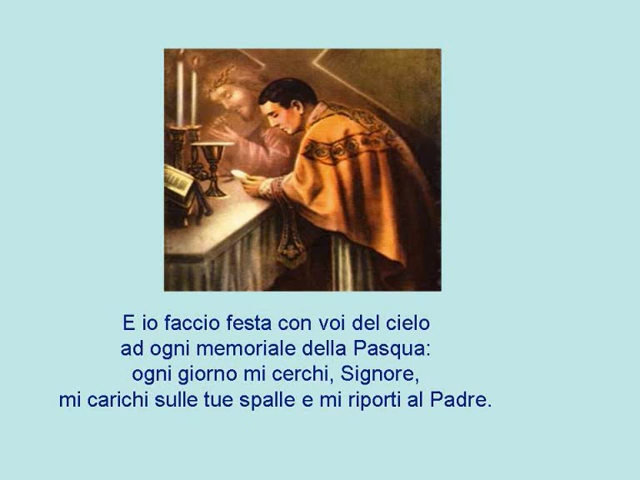 E io faccio festa con voi del cielo
ad ogni memoriale della Pasqua:
ogni giorno mi cerchi, Signore,
mi carichi sulle tue spalle e mi riporti al Padre.